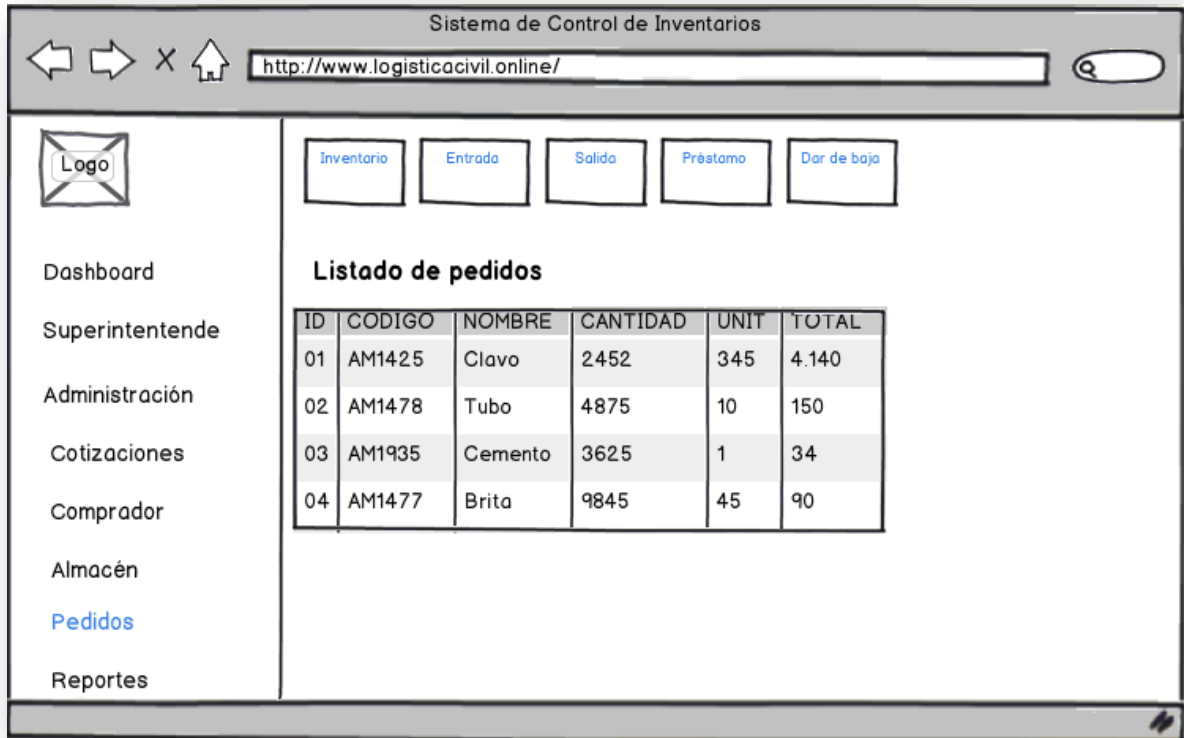 Sistema de Control de Inventarios
http://www.logisticacivil.online/
Logo
Inventario Entrada Salida Préstamo Dar de baja
Dashboard
Superintentende
Administración
Cotizaciones
Comprador
Almacén
Pedidos
Reportes
Listado de pedidos
ID CODIGO NOMBRE CANTIDAD UNIT TOTAL
01 AM1425 Clavo 2452 345 4.140
02 AM1478 Tubo 4875 10 150
03 AM1935 Cemento 3625 1 34
04 AM1477 Brita 9845 45 90